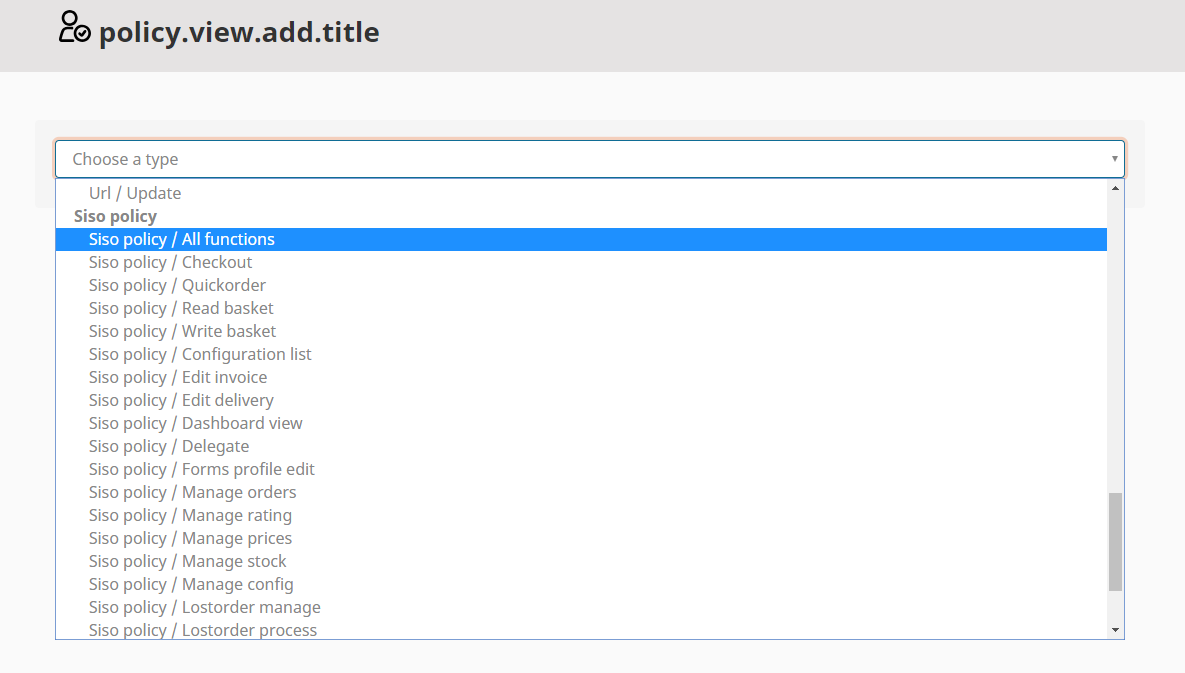 policy.view.add.title
Choose a type
Url / Update
Siso policy
Siso policy / All functions
Siso policy / Checkout
Siso policy / Quickorder
Siso policy / Read basket
Siso policy / Write basket
Siso policy / Configuration list
Siso policy / Edit invoice
Siso policy / Edit delivery
Siso policy / Dashboard view
Siso policy / Delegate
Siso policy / Forms profile edit
Siso policy / Manage orders
Siso policy / Manage rating
Siso policy / Manage prices
Siso policy / Manage stock
Siso policy / Manage config
Siso policy / Lostorder manage
Siso policy / Lostorder process